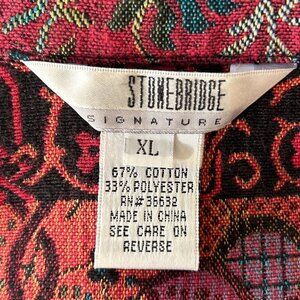 STONEBRIDGE
SIGNATURE
XL
67% COTTON
33% POLYESTER
RN#36632
MADE IN CHINA
SEE CARE ON
REVERSE